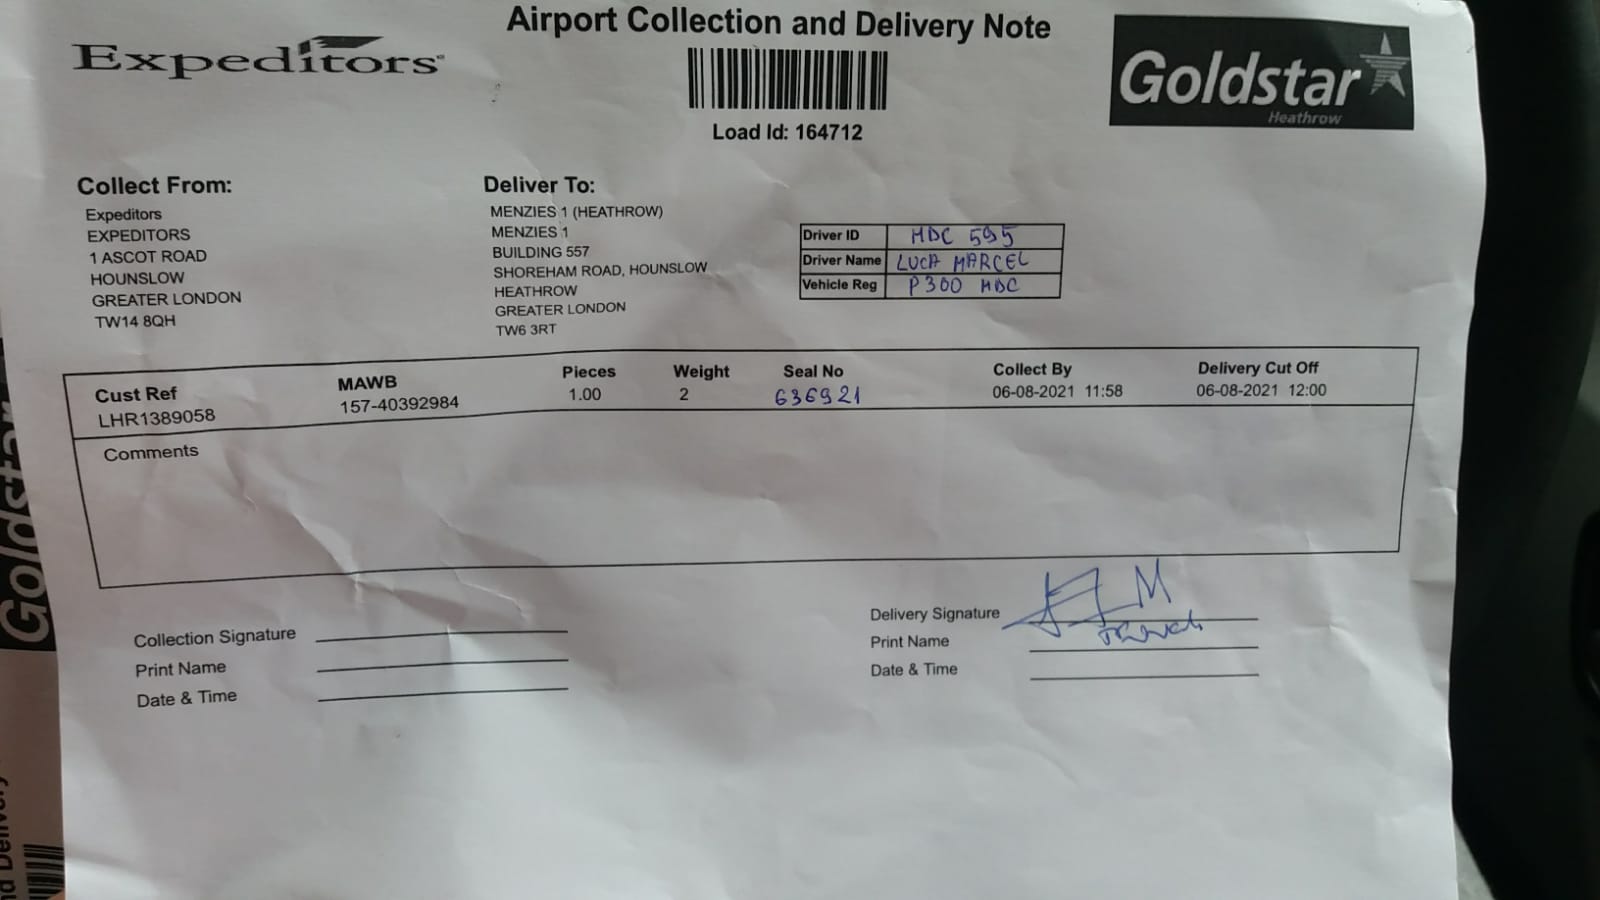 Airport Collection and Delivery Note
Expeditors
Goldstar
Heathrow
Load Id: 164712
Collect From:
Expeditors
EXPEDITORS
1 ASCOT ROAD
HOUNSLOW
GREATER LONDON
TW14 8QH
Deliver To:
MENZIES 1 (HEATHROW)
MENZIES 1
BUILDING 557
SHOREHAM ROAD, HOUNSLOW
HEATHROW
GREATER LONDON
TW6 3RT
Driver ID MDC 595
Driver Name LUCA MARCEL
Vehicle Reg P300 MDC
Cust Ref MAWB Pieces Weight Seal No Collect By Delivery Cut Off
LHR1389058 157-40392984 1.00 2 636921 06-08-2021 11:58 06-08-2021 12:00
Comments
Collection Signature
Print Name
Date & Time
Delivery Signature
Print Name
Date & Time
Goldstar